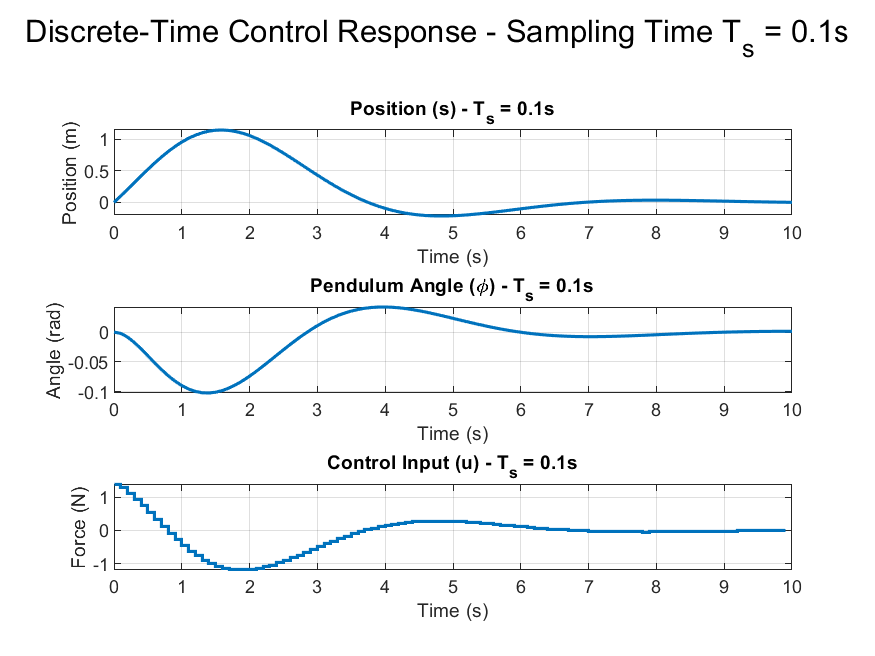 Discrete-Time Control Response - Sampling Time Ts = 0.1s
Position (s) - Ts = 0.1s
Position (m)
1
0.5
0
0 1 2 3 4 5 6 7 8 9 10
Time (s)
Pendulum Angle (ϕ) - Ts = 0.1s
Angle (rad)
0
-0.05
-0.1
0 1 2 3 4 5 6 7 8 9 10
Time (s)
Control Input (u) - Ts = 0.1s
Force (N)
1
0
-1
0 1 2 3 4 5 6 7 8 9 10
Time (s)